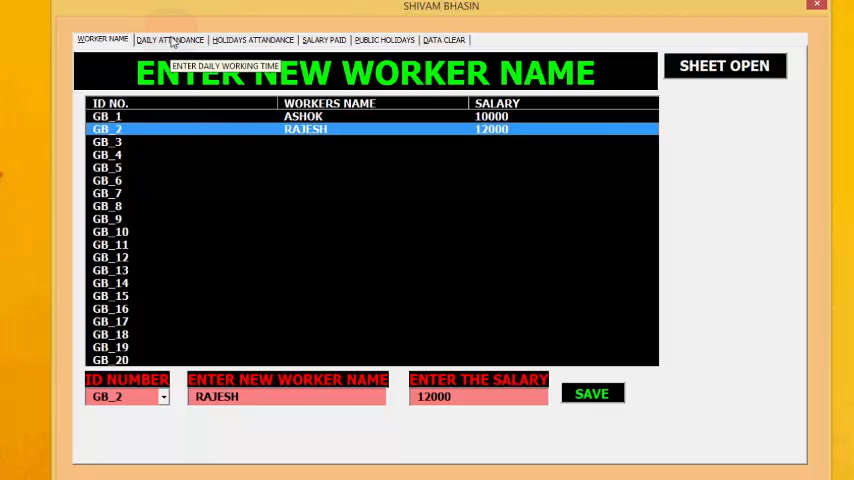 SHIVAM BHASIN
WORKER NAME DAILY ATTANDANCE HOLIDAYS ATTANDANCE SALARY PAID PUBLIC HOLIDAYS DATA CLEAR
ENTER DAILY WORKING TIME
ENTER NEW WORKER NAME SHEET OPEN
ID NO. WORKERS NAME SALARY
GB_1 ASHOK 10000
GB_2 RAJESH 12000
GB_3
GB_4
GB_5
GB_6
GB_7
GB_8
GB_9
GB_10
GB_11
GB_12
GB_13
GB_14
GB_15
GB_16
GB_17
GB_18
GB_19
GB_20
ID NUMBER ENTER NEW WORKER NAME ENTER THE SALARY
GB_2 RAJESH 12000 SAVE